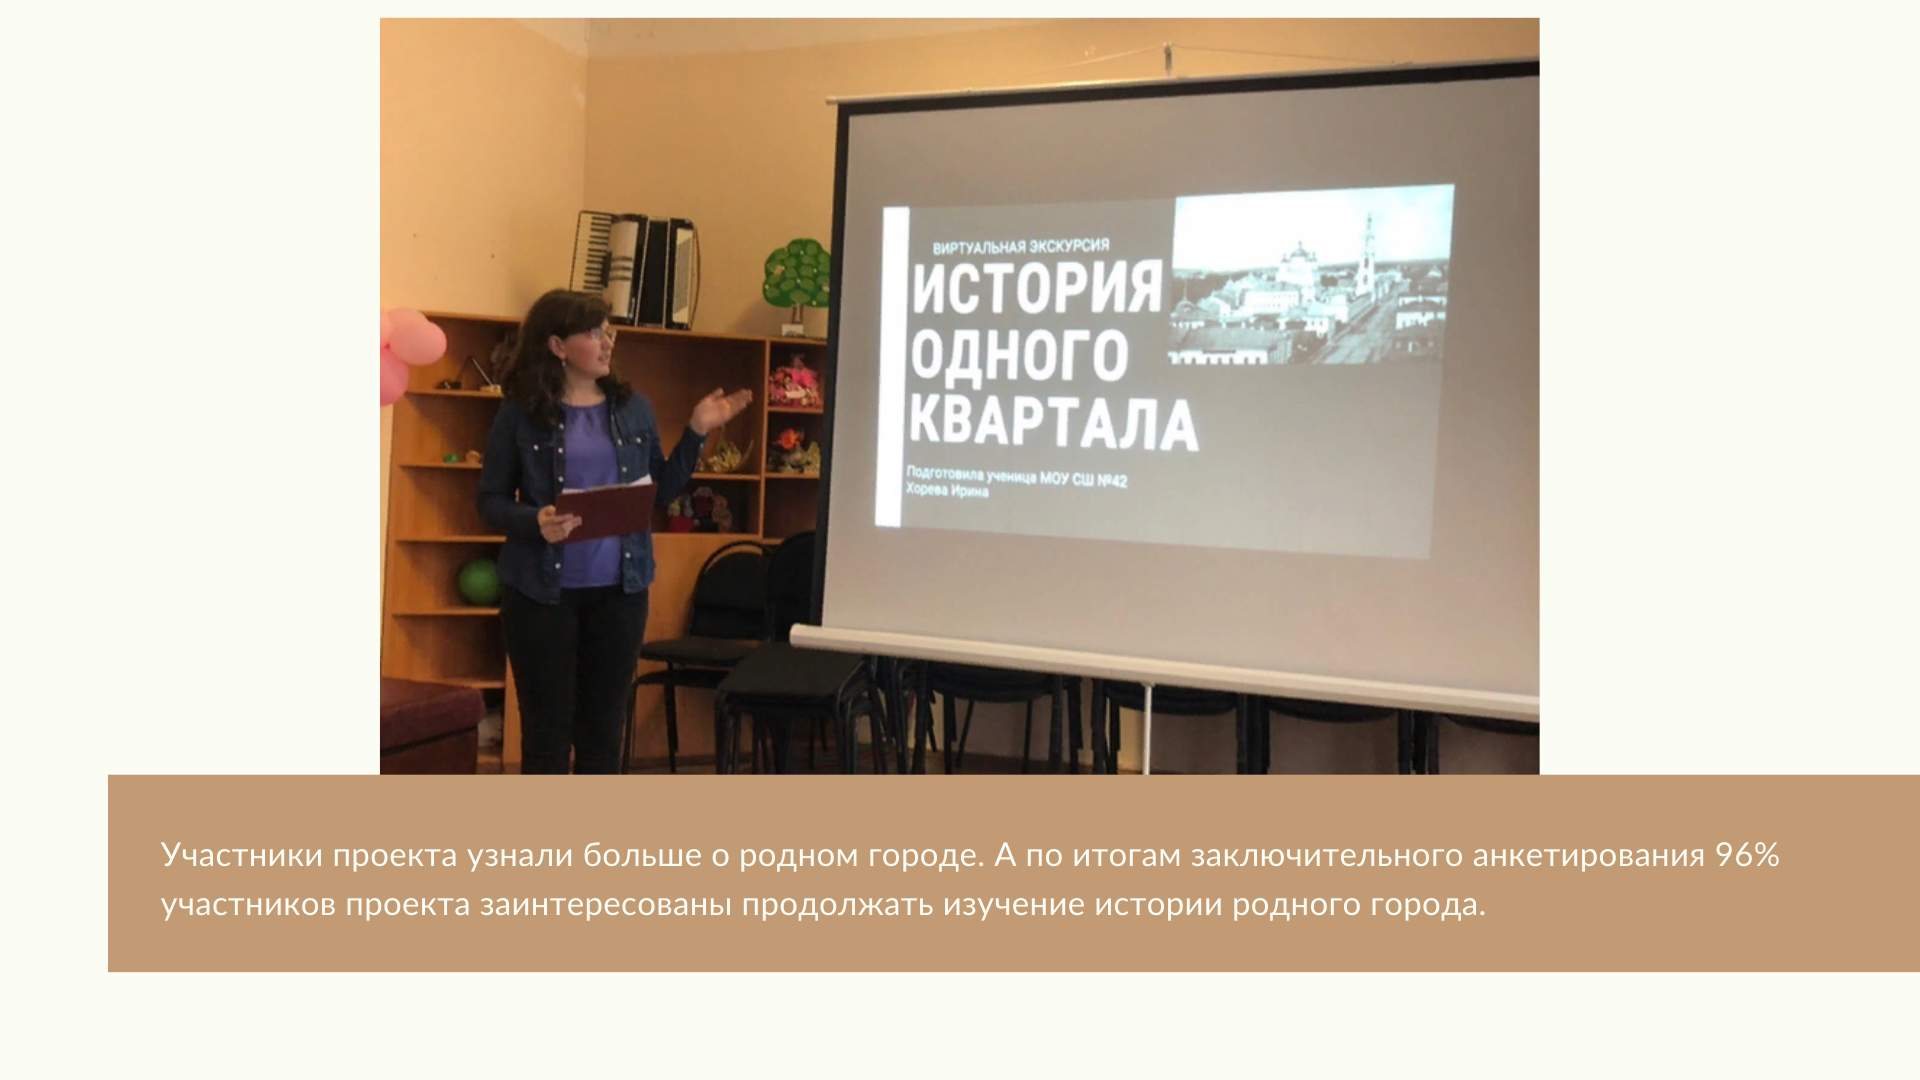 ВИРТУАЛЬНАЯ ЭКСКУРСИЯ
ИСТОРИЯ
ОДНОГО
КВАРТАЛА
Подготовила ученица МОУ СШ №42
Хорева Ирина
Участники проекта узнали больше о родном городе. А по итогам заключительного анкетирования 96%
участников проекта заинтересованы продолжать изучение истории родного города.